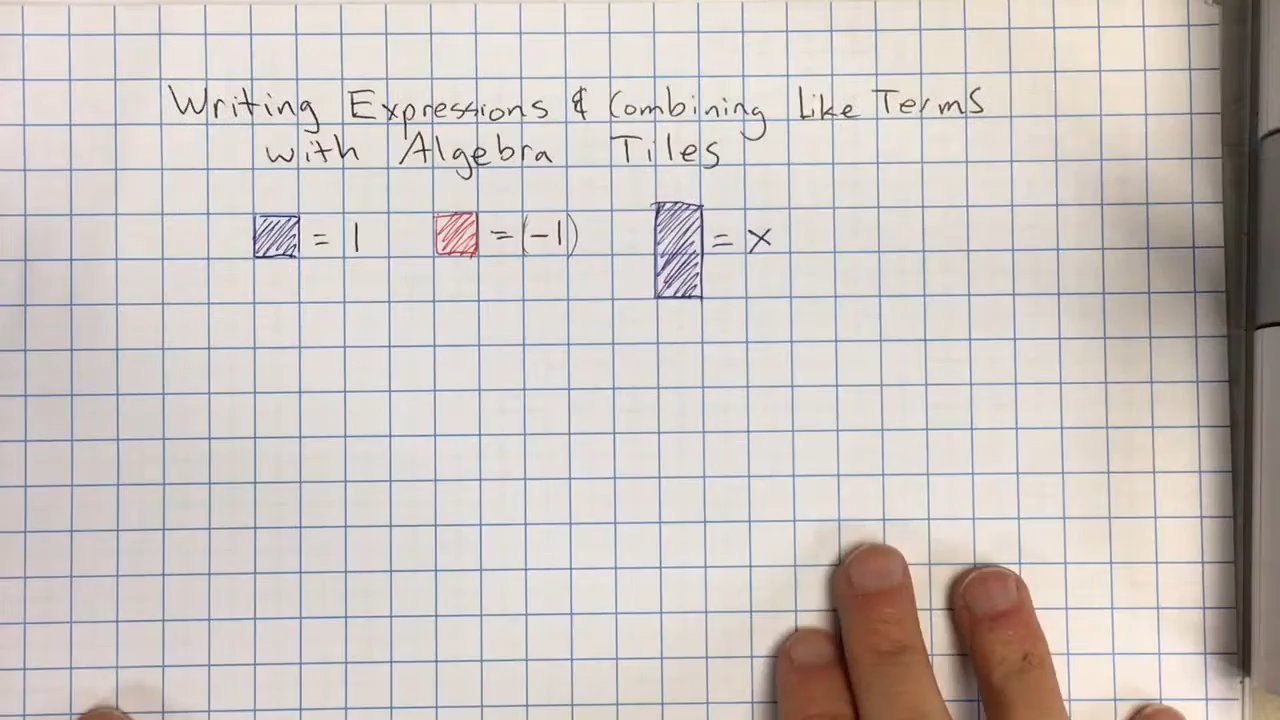 Writing Expressions & Combining Like Terms
with Algebra Tiles
= 1 = (-1) = x